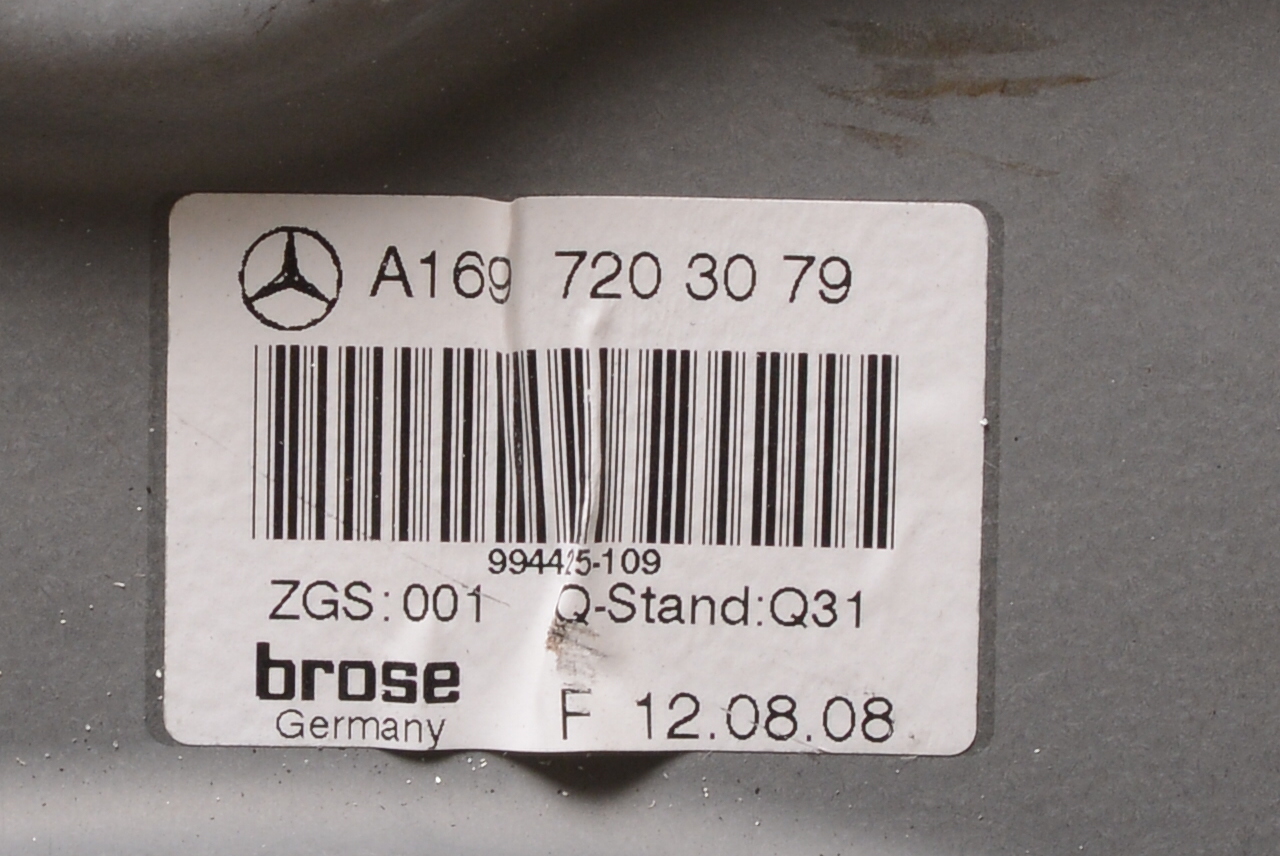 A169 720 30 79
994425-109
ZGS: 001 Q-Stand:Q31
brose
Germany
F 12.08.08